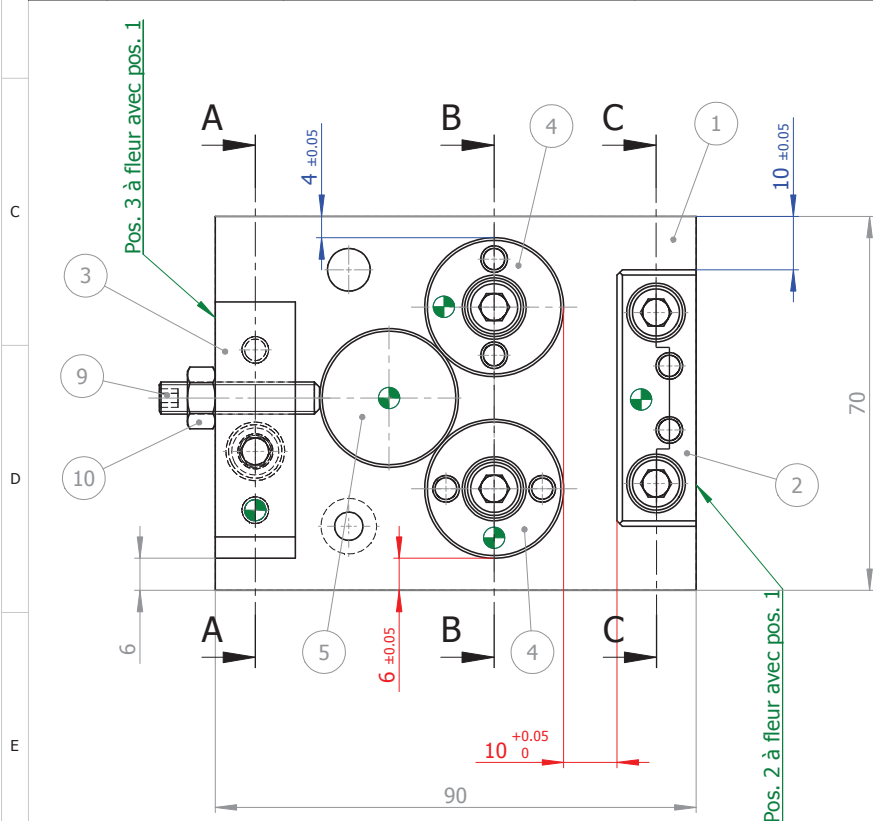 Pos. 3 à fleur avec pos. 1
A
B
C
4
1
4 ±0.05
10 ±0.05
C
3
9
70
10
D
2
A
B
C
6
5
6 ±0.05
4
Pos. 2 à fleur avec pos. 1
10 +0.05 0
E
90